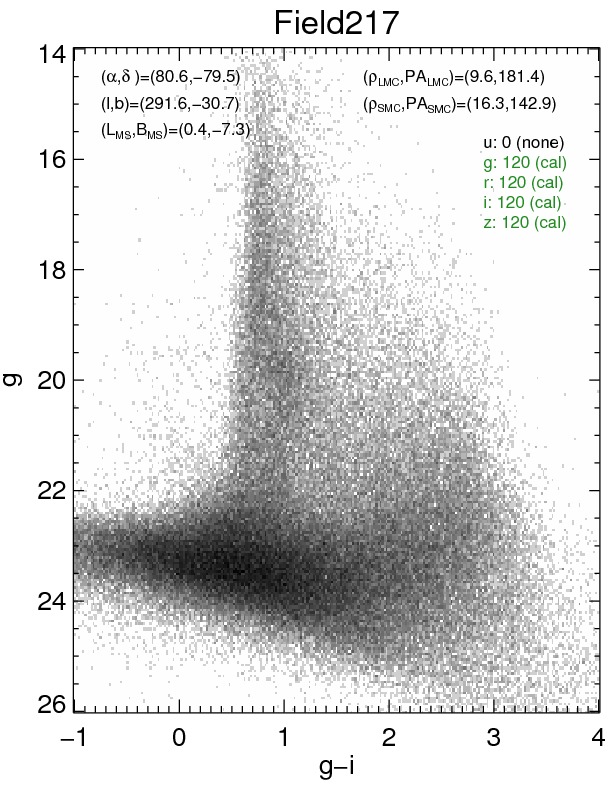 Field217
(α,δ )=(80.6,−79.5)
(ρLMC,PALMC)=(9.6,181.4)
(l,b)=(291.6,−30.7)
(ρSMC,PASMC)=(16.3,142.9)
(LMS,BMS)=(0.4,−7.3)
u: 0 (none)
g: 120 (cal)
r: 120 (cal)
i: 120 (cal)
z: 120 (cal)
14
16
18
20
22
24
26
g
−1 0 1 2 3 4
g−i